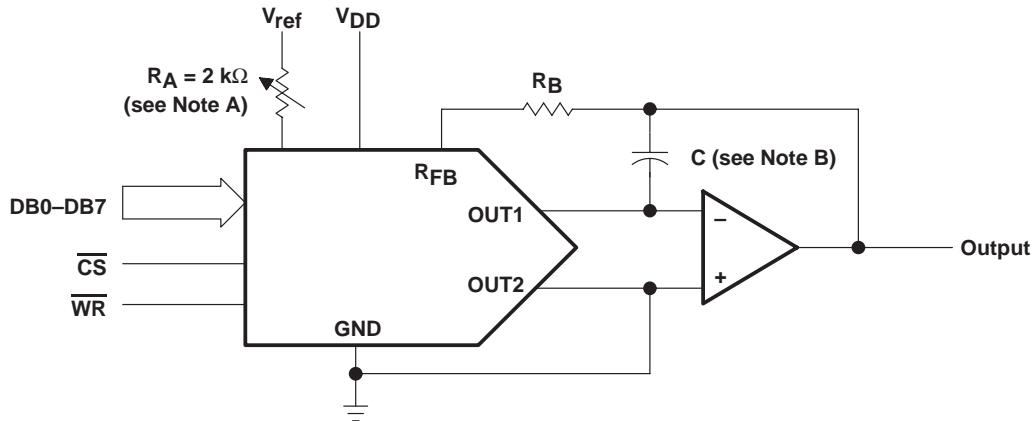 Vref
VDD
RA = 2 kΩ
(see Note A)
RB
C (see Note B)
RFB
DB0–DB7
OUT1
–
Output
CS
OUT2
+
WR
GND